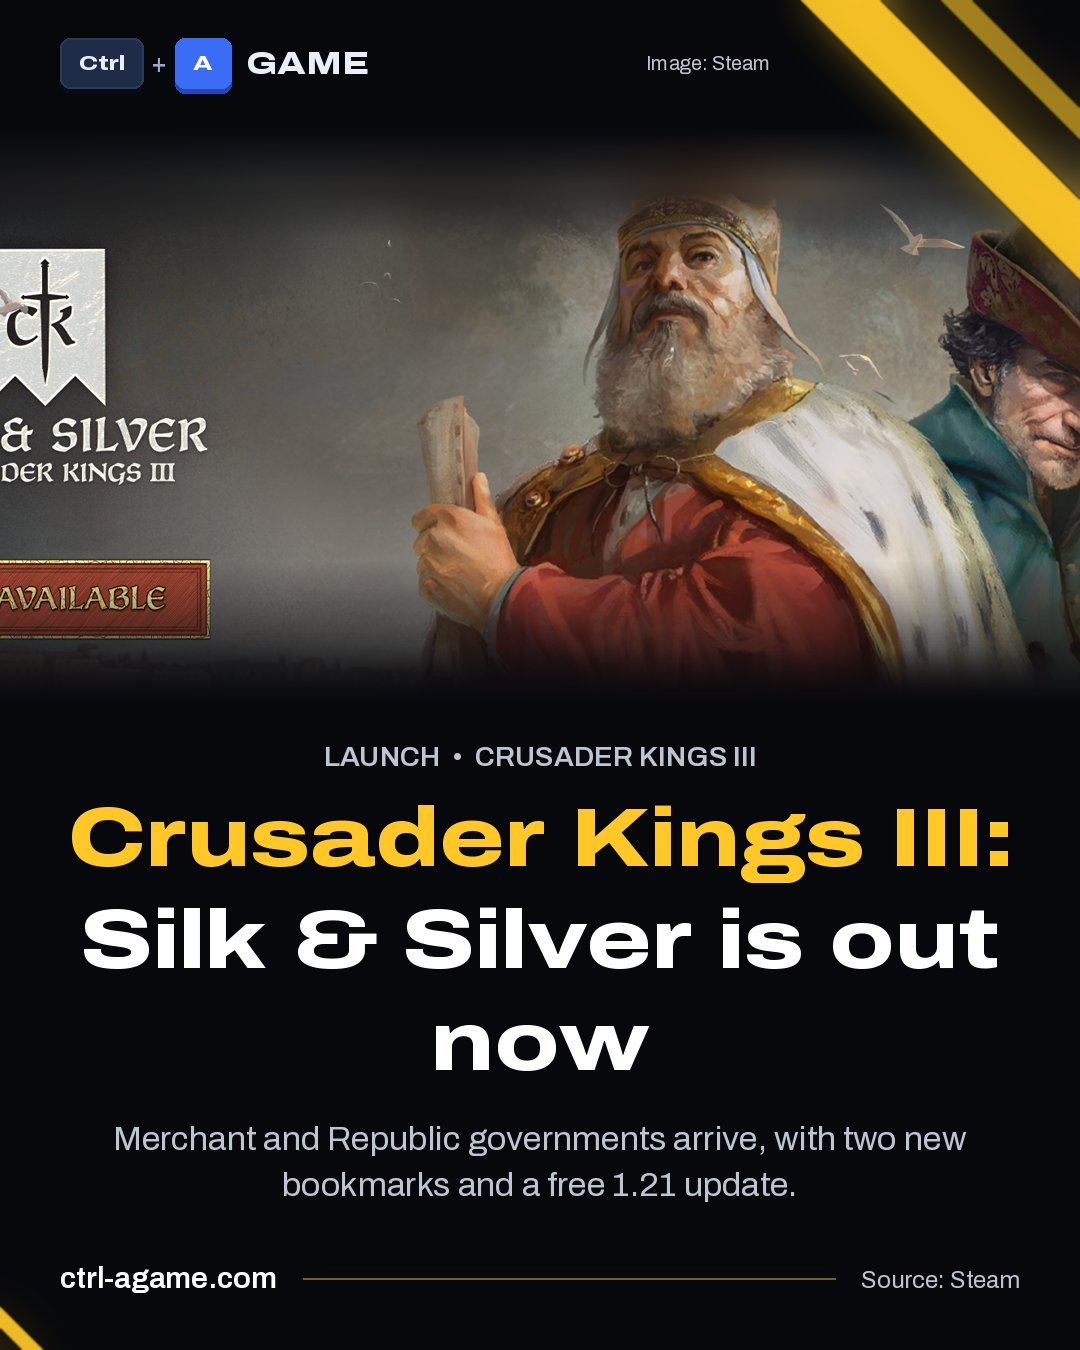 Ctrl + A GAME
Image: Steam
CK
& SILVER
DER KINGS III
AVAILABLE
LAUNCH • CRUSADER KINGS III
Crusader Kings III:
Silk & Silver is out
now
Merchant and Republic governments arrive, with two new
bookmarks and a free 1.21 update.
ctrl-agame.com
Source: Steam